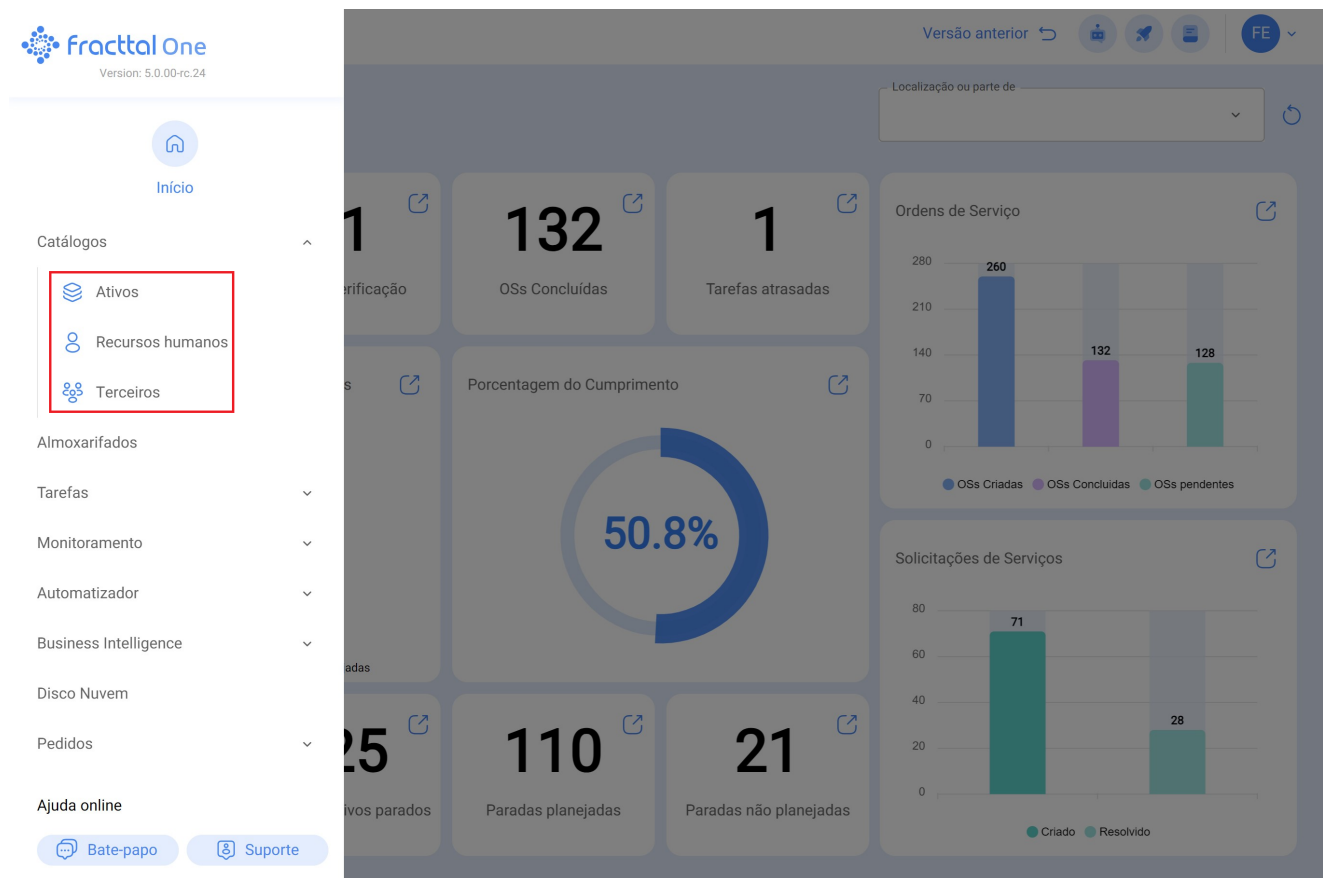 fracttal One
Version: 5.0.00-rc.24
Início
Catálogos
Ativos
Recursos humanos
Terceiros
Almoxarifados
Tarefas
Monitoramento
Automatizador
Business Intelligence
Disco Nuvem
Pedidos
Ajuda online
Bate-papo
Suporte
Versão anterior
FE
Localização ou parte de
1
erificação
132
OSs Concluídas
1
Tarefas atrasadas
Ordens de Serviço
280
210
140
70
0
260
132
128
OSs Criadas
OSs Concluidas
OSs pendentes
s
adas
Porcentagem do Cumprimento
50.8%
Solicitações de Serviços
80
60
40
20
0
71
28
Criado
Resolvido
25
ivos parados
110
Paradas planejadas
21
Paradas não planejadas